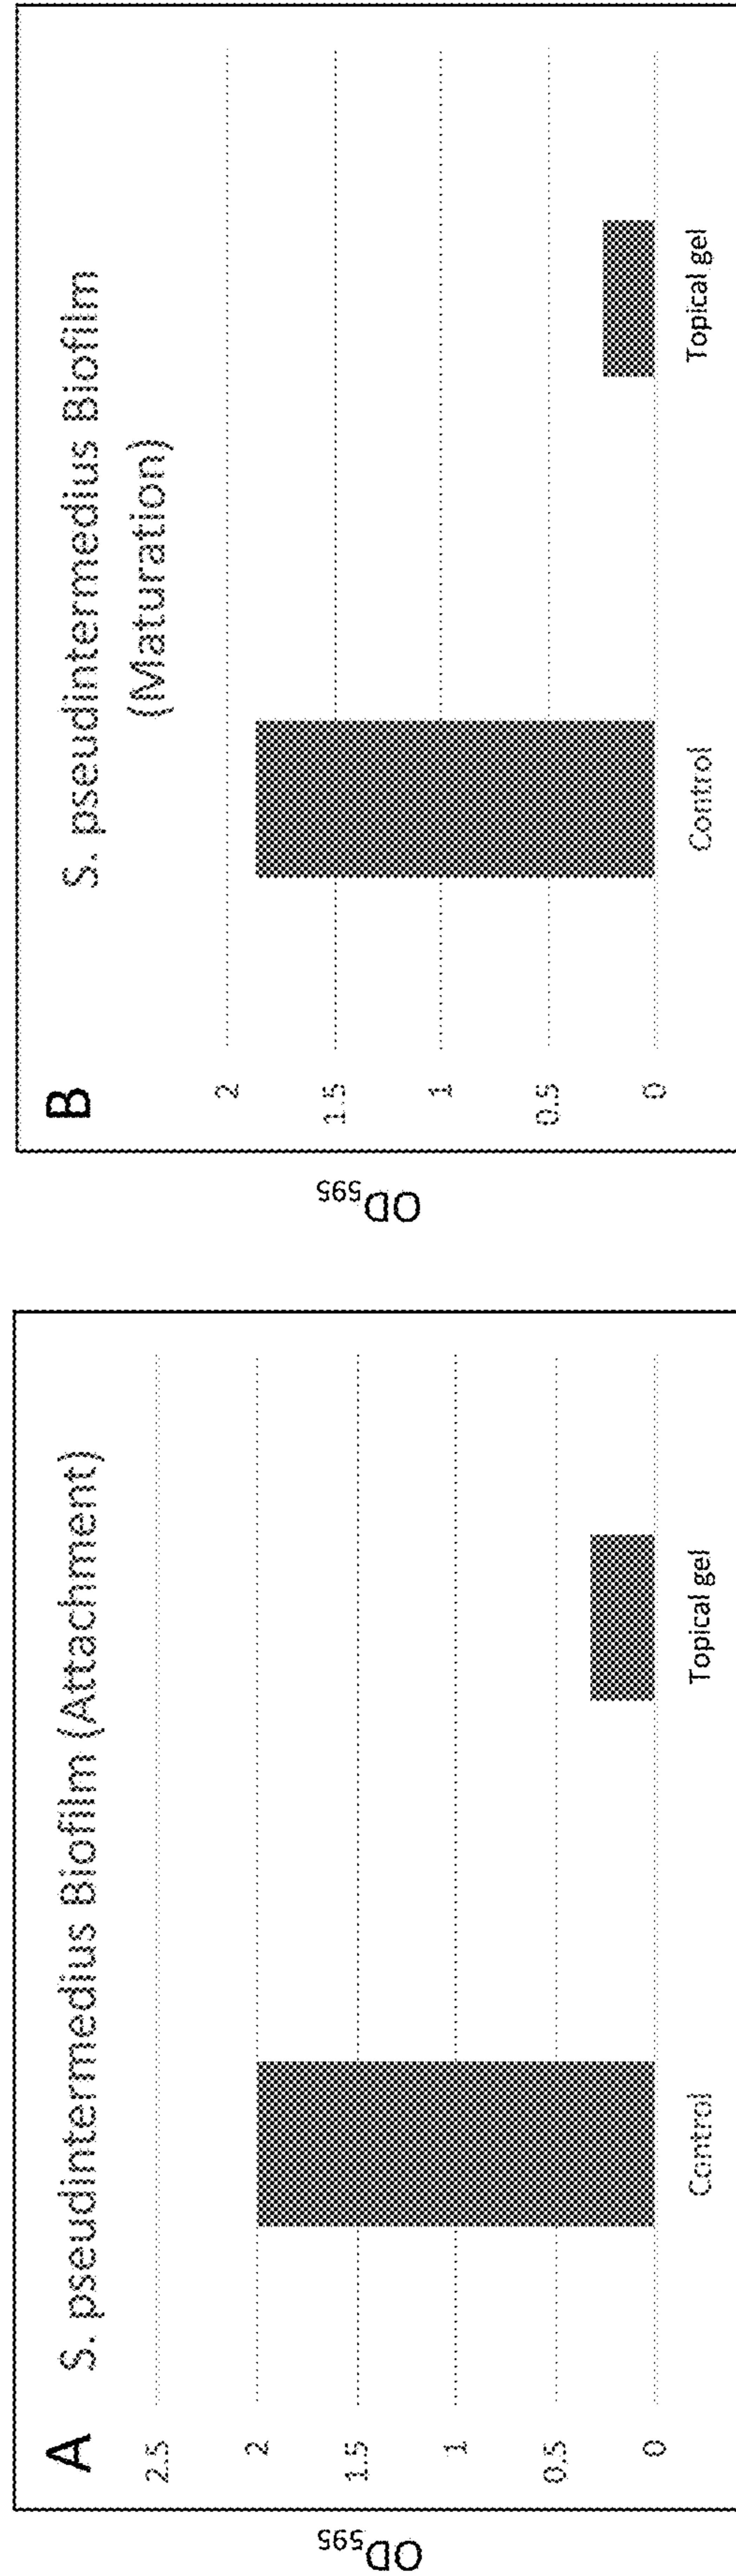 A
S. pseudintermedius Biofilm (Attachment)
OD595
2.5
2
1.5
1
0.5
0
Control
Topical gel
B
S. pseudintermedius Biofilm
(Maturation)
OD595
2
1.5
1
0.5
0
Control
Topical gel